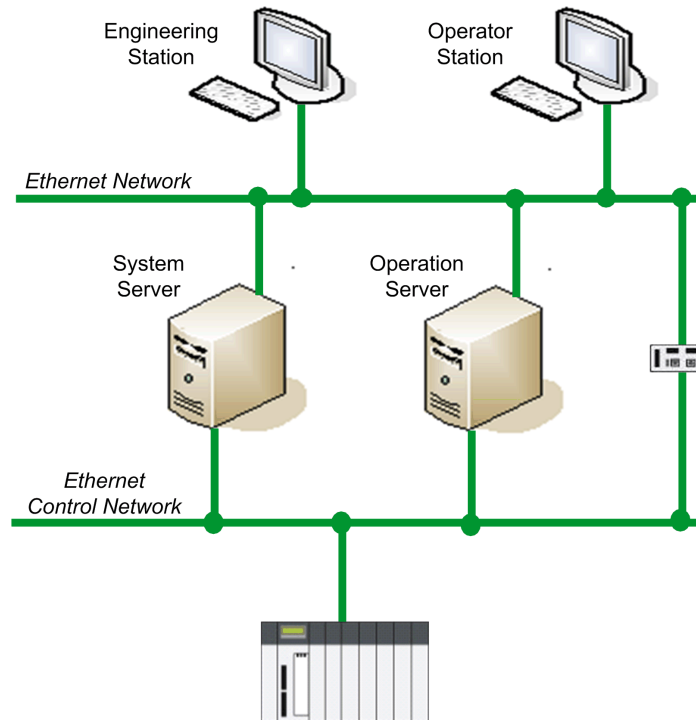 Engineering
Station
Operator
Station
Ethernet Network
System
Server
Operation
Server
Ethernet
Control Network